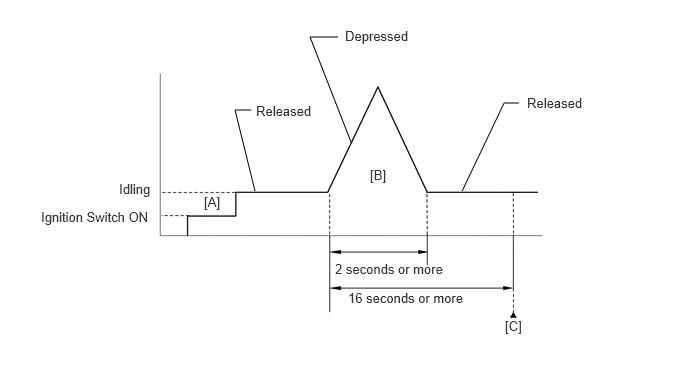 Depressed
Released
Released
[B]
Idling
[A]
Ignition Switch ON
2 seconds or more
16 seconds or more
[C]